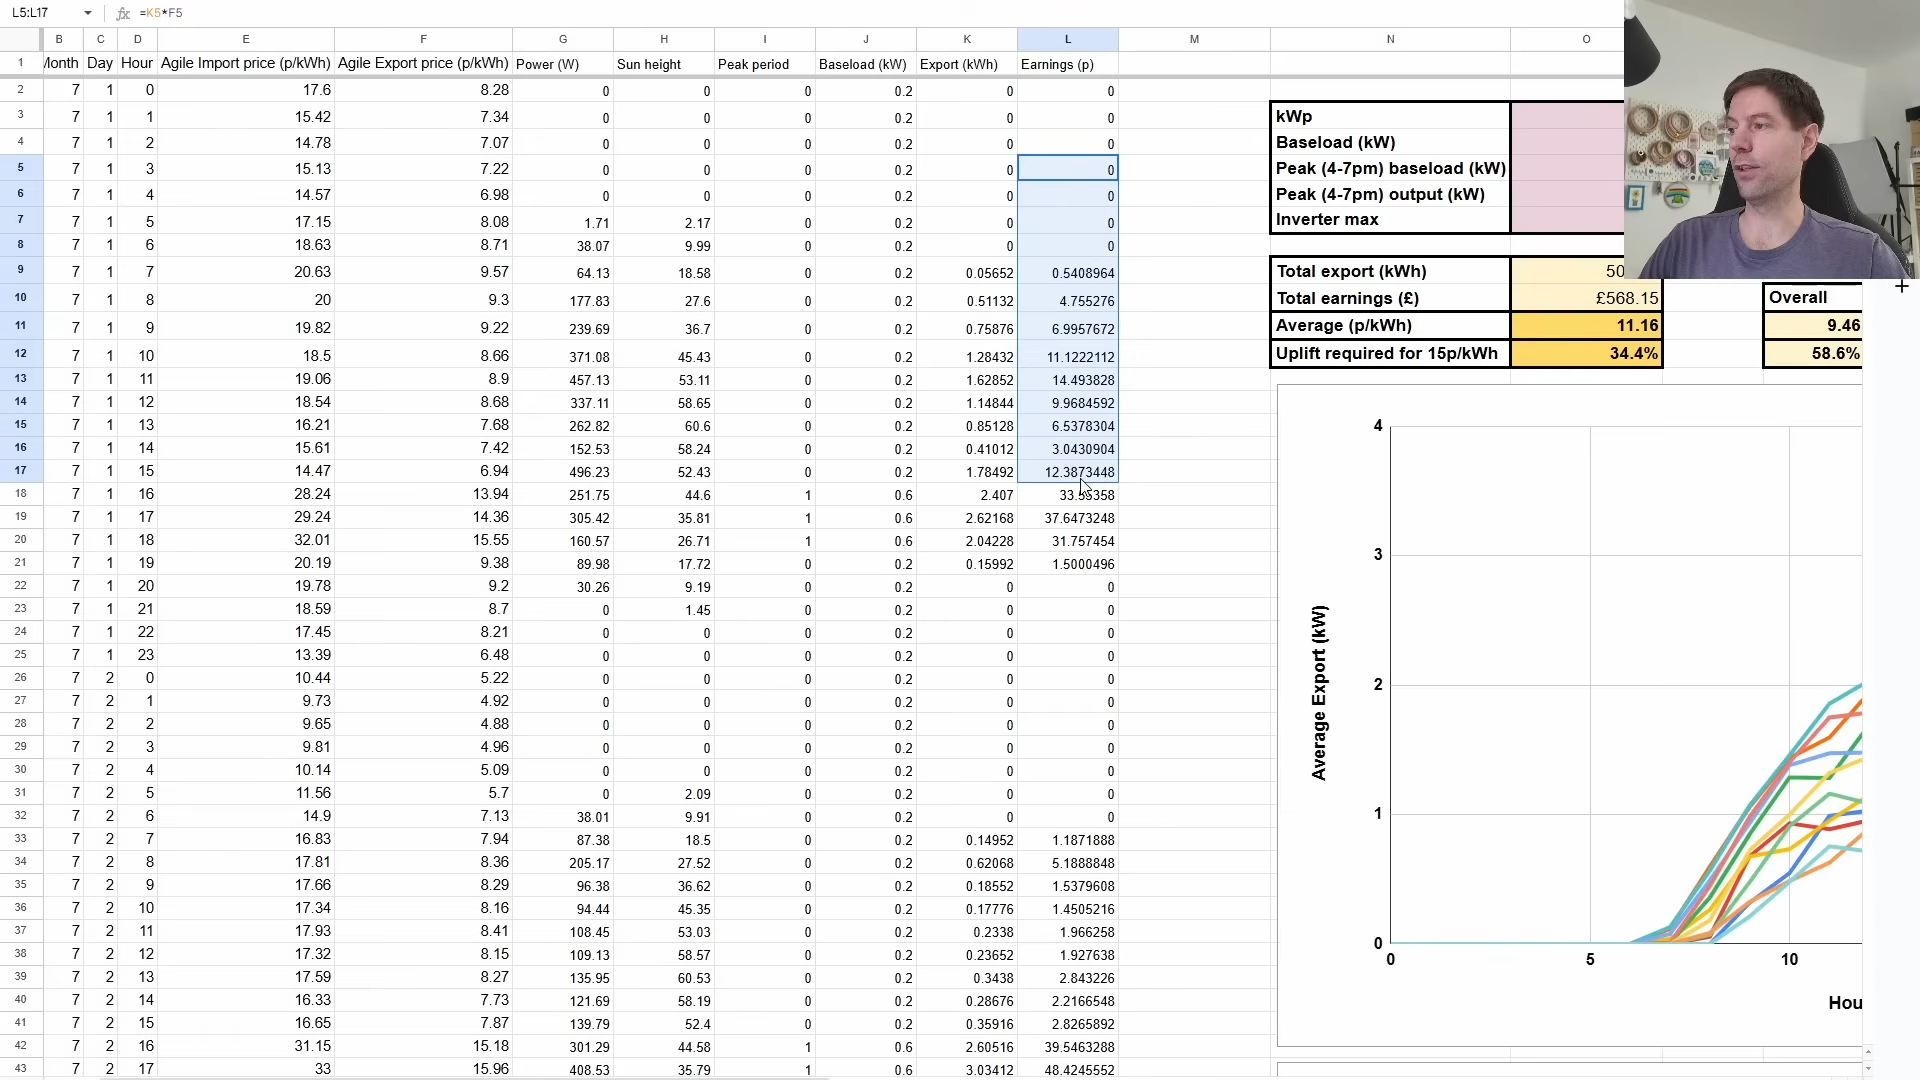 L5:L17 fx =K5*F5
B C D E F G H I J K L M N O
1 Month Day Hour Agile Import price (p/kWh) Agile Export price (p/kWh) Power (W) Sun height Peak period Baseload (kW) Export (kWh) Earnings (p)
2 7 1 0 17.6 8.28 0 0 0 0.2 0 0
3 7 1 1 15.42 7.34 0 0 0 0.2 0 0
4 7 1 2 14.78 7.07 0 0 0 0.2 0 0
5 7 1 3 15.13 7.22 0 0 0 0.2 0 0
6 7 1 4 14.57 6.98 0 0 0 0.2 0 0
7 7 1 5 17.15 8.08 1.71 2.17 0 0.2 0 0
8 7 1 6 18.63 8.71 38.07 9.99 0 0.2 0 0
9 7 1 7 20.63 9.57 64.13 18.58 0 0.2 0.05652 0.5408964
10 7 1 8 20 9.3 177.83 27.6 0 0.2 0.51132 4.755276
11 7 1 9 19.82 9.22 239.69 36.7 0 0.2 0.75876 6.9957672
12 7 1 10 18.5 8.66 371.08 45.43 0 0.2 1.28432 11.1222112
13 7 1 11 19.06 8.9 457.13 53.11 0 0.2 1.62852 14.493828
14 7 1 12 18.54 8.68 337.11 58.65 0 0.2 1.14844 9.9684592
15 7 1 13 16.21 7.68 262.82 60.6 0 0.2 0.85128 6.5378304
16 7 1 14 15.61 7.42 152.53 58.24 0 0.2 0.41012 3.0430904
17 7 1 15 14.47 6.94 496.23 52.43 0 0.2 1.78492 12.3873448
18 7 1 16 28.24 13.94 251.75 44.6 1 0.6 2.407
19 7 1 17 29.24 14.36 305.42 35.81 1 0.6 2.62168 37.6473248
20 7 1 18 32.01 15.55 160.57 26.71 1 0.6 2.04228 31.757454
21 7 1 19 20.19 9.38 89.98 17.72 0 0.2 0.15992 1.5000496
22 7 1 20 19.78 9.2 30.26 9.19 0 0.2 0 0
23 7 1 21 18.59 8.7 0 1.45 0 0.2 0 0
24 7 1 22 17.45 8.21 0 0 0 0.2 0 0
25 7 1 23 13.39 6.48 0 0 0 0.2 0 0
26 7 2 0 10.44 5.22 0 0 0 0.2 0 0
27 7 2 1 9.73 4.92 0 0 0 0.2 0 0
28 7 2 2 9.65 4.88 0 0 0 0.2 0 0
29 7 2 3 9.81 4.96 0 0 0 0.2 0 0
30 7 2 4 10.14 5.09 0 0 0 0.2 0 0
31 7 2 5 11.56 5.7 0 2.09 0 0.2 0 0
32 7 2 6 14.9 7.13 38.01 9.91 0 0.2 0 0
33 7 2 7 16.83 7.94 87.38 18.5 0 0.2 0.14952 1.1871888
34 7 2 8 17.81 8.36 205.17 27.52 0 0.2 0.62068 5.1888848
35 7 2 9 17.66 8.29 96.38 36.62 0 0.2 0.18552 1.5379608
36 7 2 10 17.34 8.16 94.44 45.35 0 0.2 0.17776 1.4505216
37 7 2 11 17.93 8.41 108.45 53.03 0 0.2 0.2338 1.966258
38 7 2 12 17.32 8.15 109.13 58.57 0 0.2 0.23652 1.927638
39 7 2 13 17.59 8.27 135.95 60.53 0 0.2 0.3438 2.843226
40 7 2 14 16.33 7.73 121.69 58.19 0 0.2 0.28676 2.2166548
41 7 2 15 16.65 7.87 139.79 52.4 0 0.2 0.35916 2.8265892
42 7 2 16 31.15 15.18 301.29 44.58 1 0.6 2.60516 39.5463288
43 7 2 17 33 15.96 408.53 35.79 1 0.6 3.03412 48.4245552
kWp
Baseload (kW)
Peak (4-7pm) baseload (kW)
Peak (4-7pm) output (kW)
Inverter max
Total export (kWh) 50
Total earnings (£) £568.15 Overall
Average (p/kWh) 11.16 9.46
Uplift required for 15p/kWh 34.4% 58.6%
Average Export (kW)
4
3
2
1
0
0 5 10
Hou